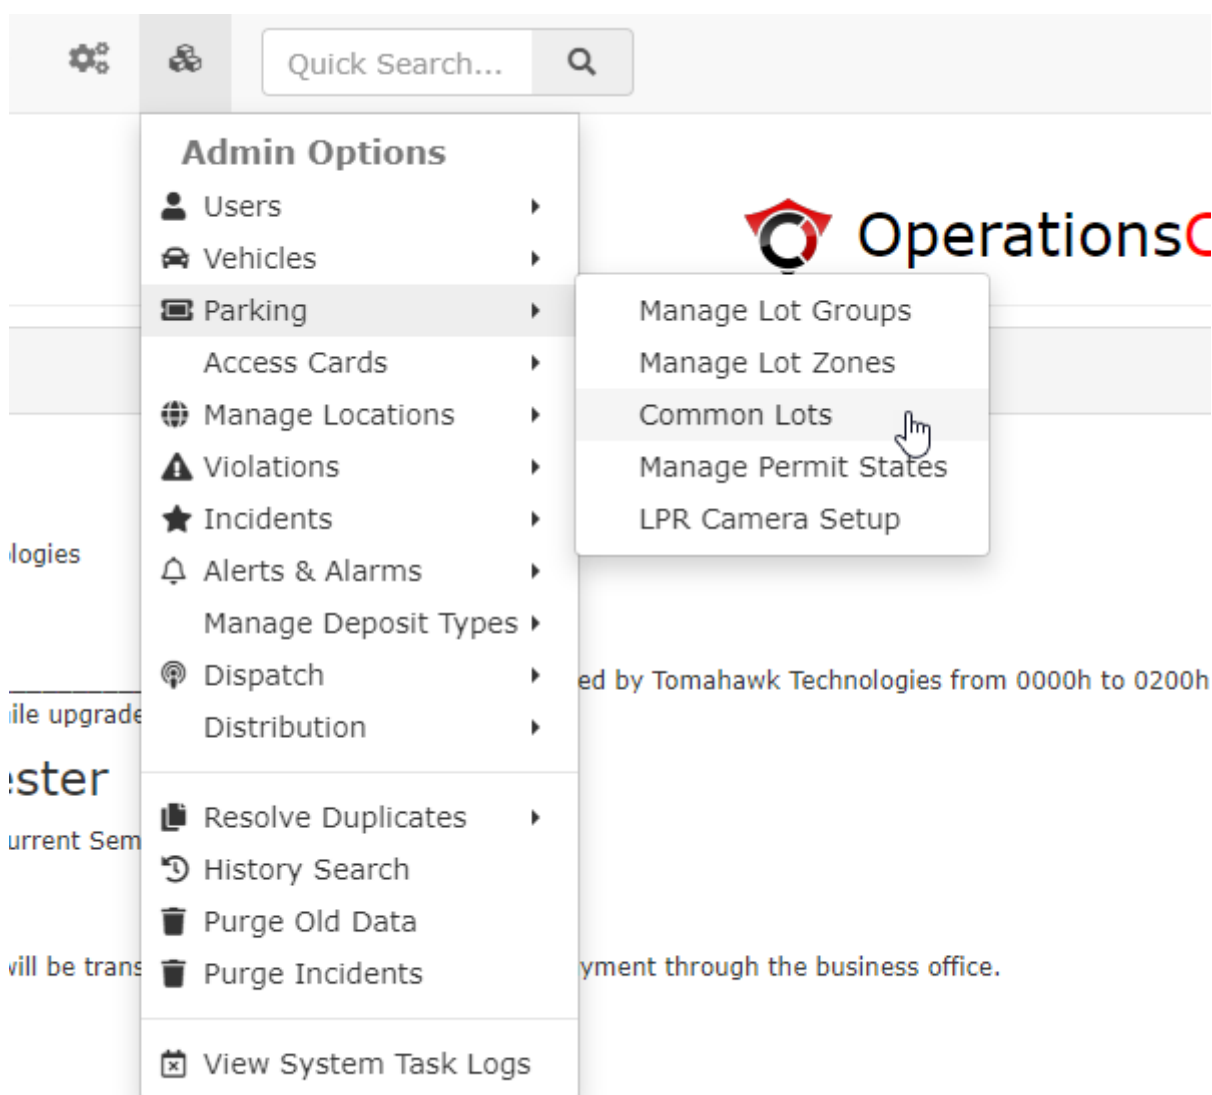 Quick Search...
Admin Options
Users
Vehicles
Parking
Access Cards
Manage Locations
Violations
Incidents
Alerts & Alarms
Manage Deposit Types
Dispatch
Distribution
Resolve Duplicates
History Search
Purge Old Data
Purge Incidents
View System Task Logs
Manage Lot Groups
Manage Lot Zones
Common Lots
Manage Permit States
LPR Camera Setup
OperationsC
logies
ed by Tomahawk Technologies from 0000h to 0200h
ile upgrade
ester
urrent Sem
will be trans
yment through the business office.